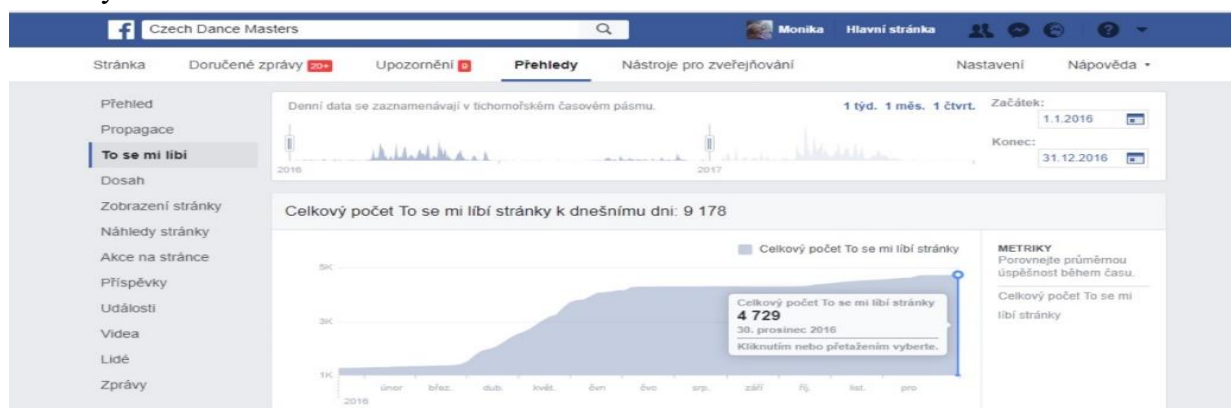 Czech Dance Masters
Monika Hlavní stránka
Stránka Doručené zprávy 20+ Upozornění 9 Přehledy Nástroje pro zveřejňování Nastavení Nápověda
Přehled
Propagace
To se mi líbí
Dosah
Zobrazení stránky
Náhledy stránky
Akce na stránce
Příspěvky
Události
Videa
Lidé
Zprávy
Denní data se zaznamenávají v tichomořském časovém pásmu.
1 týd. 1 měs. 1 čtvrt.
Začátek:
1.1.2016
Konec:
31.12.2016
2016 2017
Celkový počet To se mi líbí stránky k dnešnímu dni: 9 178
Celkový počet To se mi líbí stránky
5K
3K
1K
Celkový počet To se mi líbí stránky
4 729
30. prosinec 2016
Kliknutím nebo přetažením vyberte.
únor břez. dub. květ. čvn čvc srp. září říj. list. pro
2016
METRIKY
Porovnejte průměrnou
úspěšnost během času.
Celkový počet To se mi
líbí stránky